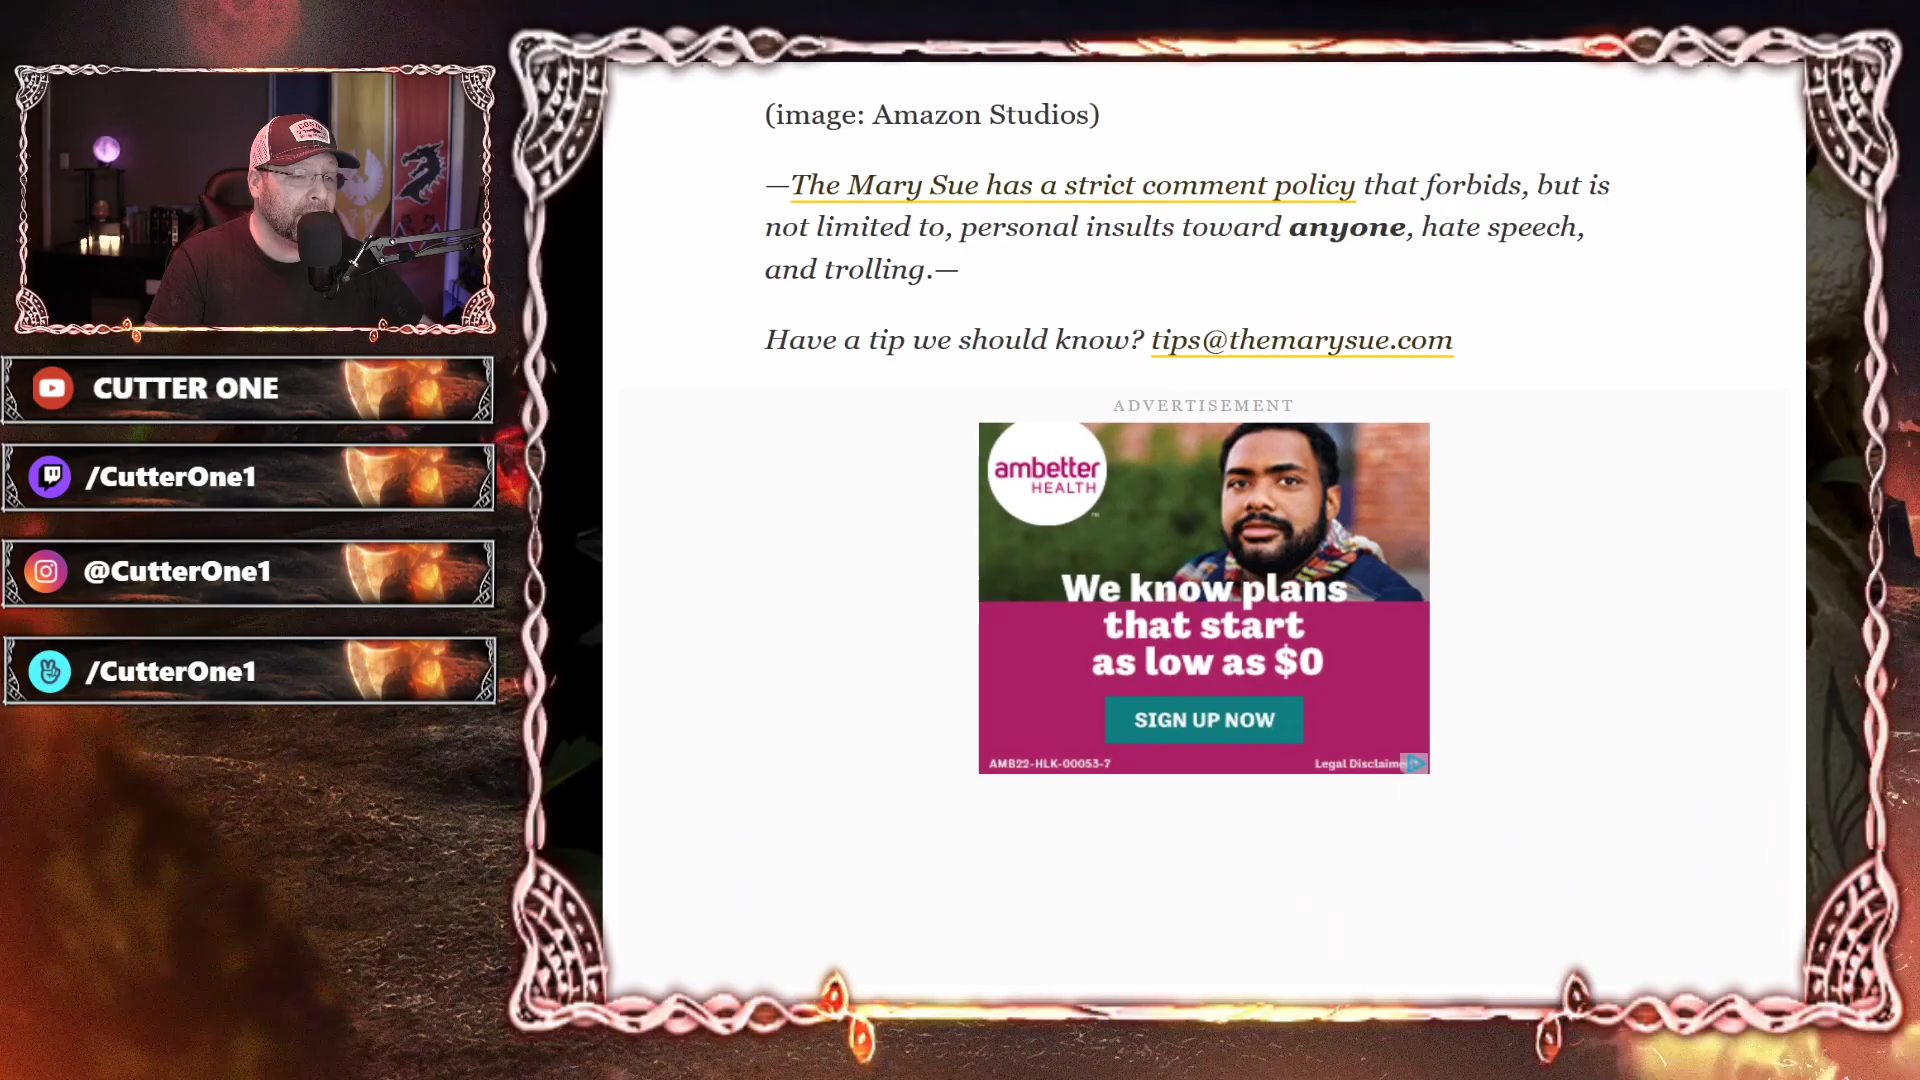 CUTTER ONE
/CutterOne1
@CutterOne1
/CutterOne1
(image: Amazon Studios)
—The Mary Sue has a strict comment policy that forbids, but is
not limited to, personal insults toward anyone, hate speech,
and trolling.—
Have a tip we should know? tips@themarysue.com
ADVERTISEMENT
ambetter
HEALTH
We know plans
that start
as low as $0
SIGN UP NOW
AMB22-HLK-00053-7
Legal Disclaime